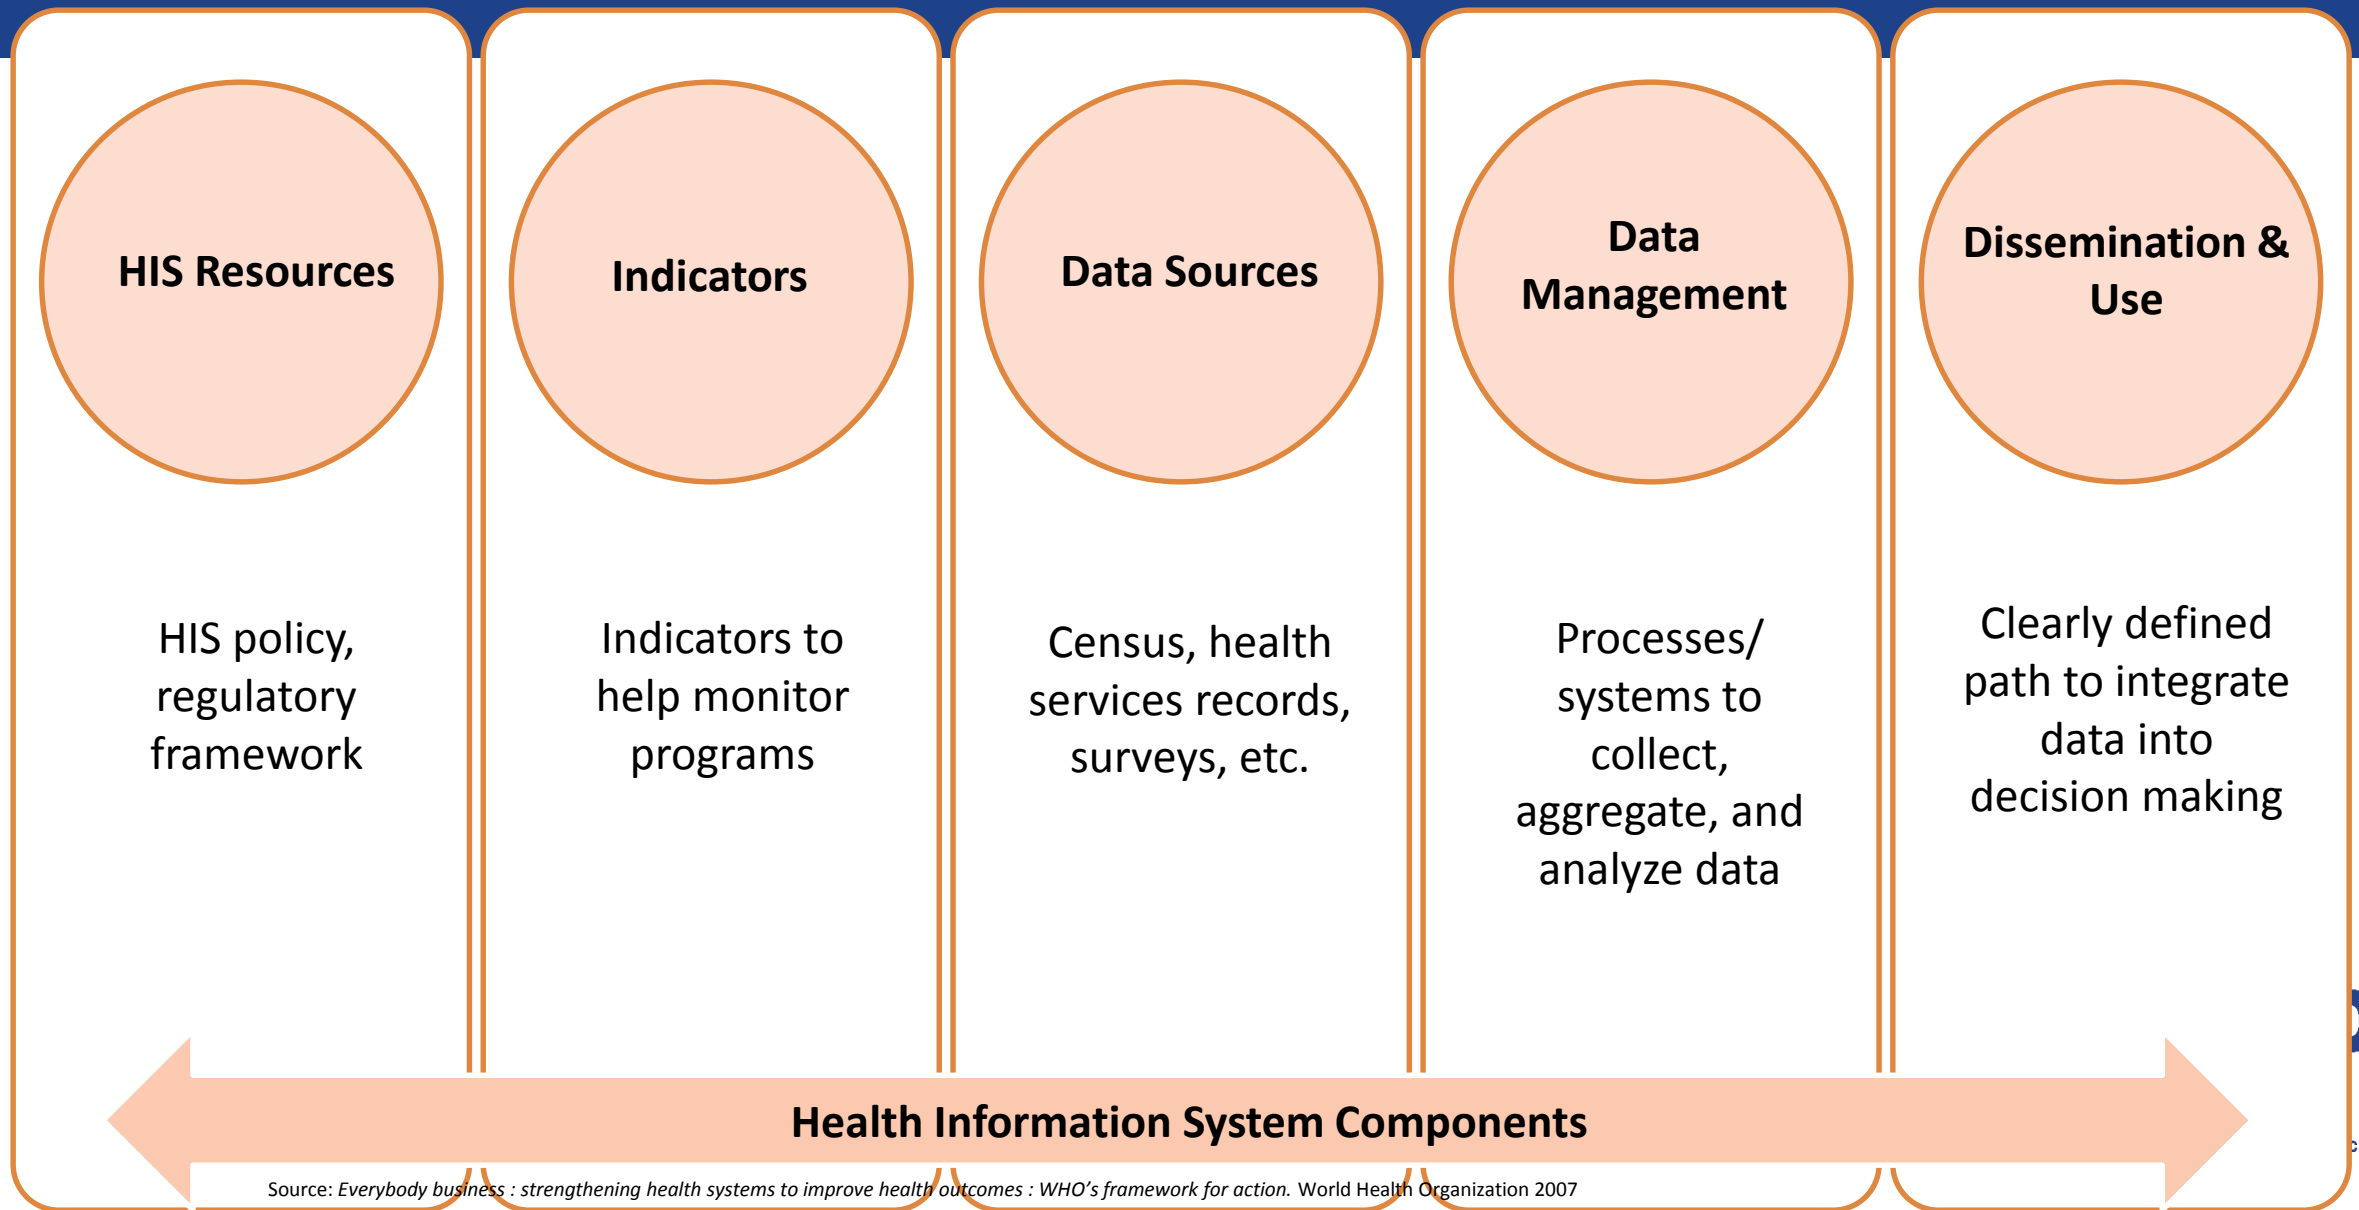 HIS Resources
HIS policy,
regulatory
framework
Indicators
Indicators to
help monitor
programs
Data Sources
Census, health
services records,
surveys, etc.
Data
Management
Processes/
systems to
collect,
aggregate, and
analyze data
Dissemination &
Use
Clearly defined
path to integrate
data into
decision making
Health Information System Components
Source: Everybody business : strengthening health systems to improve health outcomes : WHO's framework for action. World Health Organization 2007